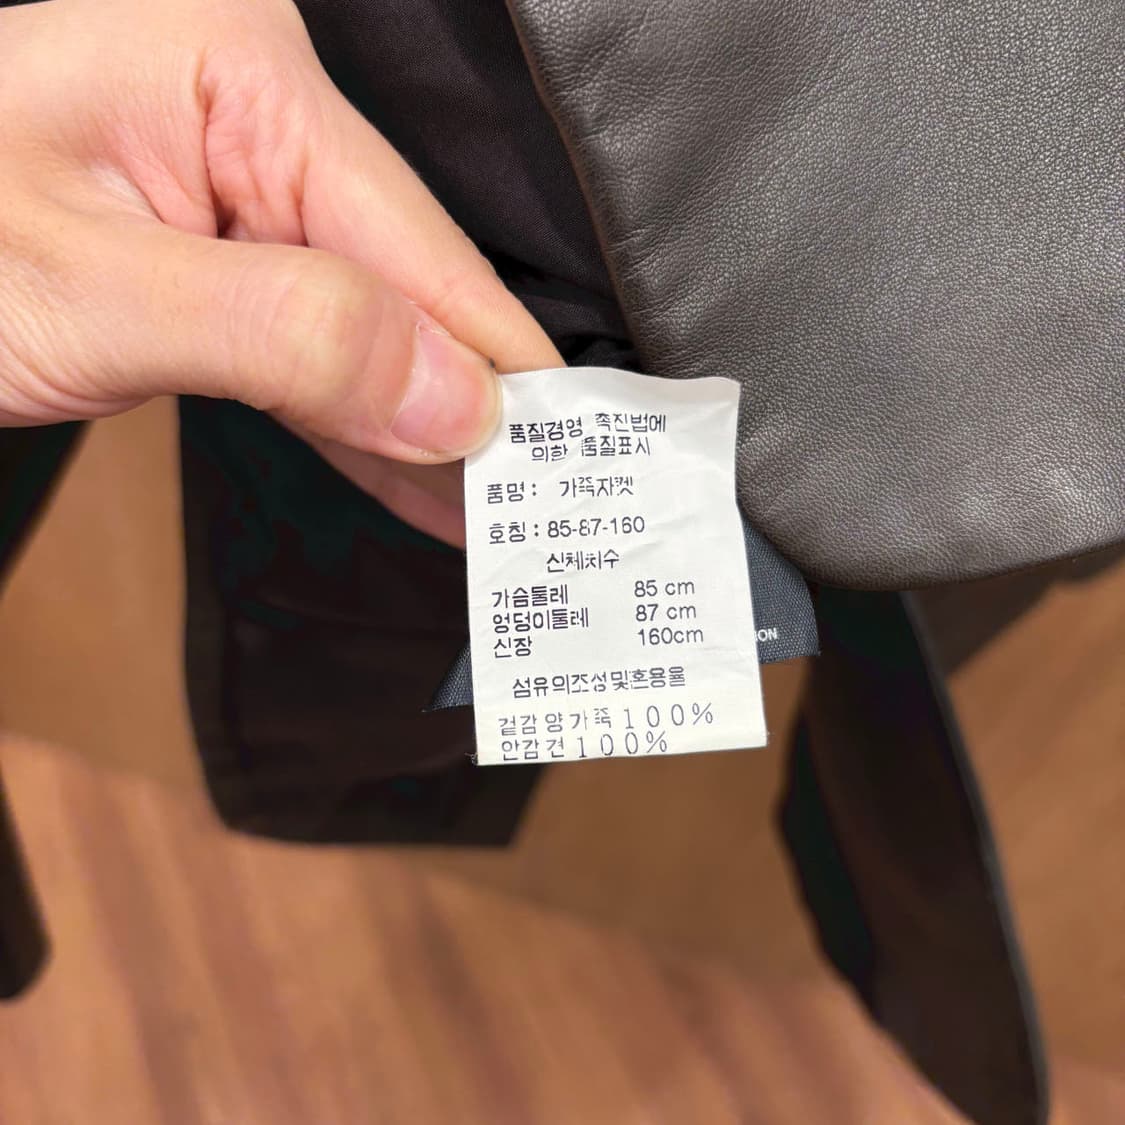 품질경영 촉진법에
의한 품질표시
품명 : 가죽자켓
호칭 : 85-87-160
신체치수
가슴둘레 85 cm
엉덩이둘레 87 cm
신장 160cm
섬유의조성및혼용율
겉감 양가죽 100%
안감 견 100%